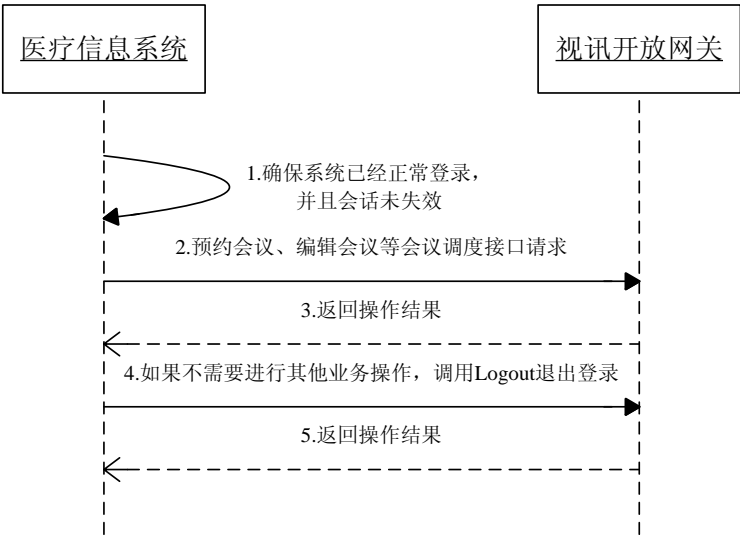 医疗信息系统
视讯开放网关
1.确保系统已经正常登录，
并且会话未失效
2.预约会议、编辑会议等会议调度接口请求
3.返回操作结果
4.如果不需要进行其他业务操作，调用Logout退出登录
5.返回操作结果